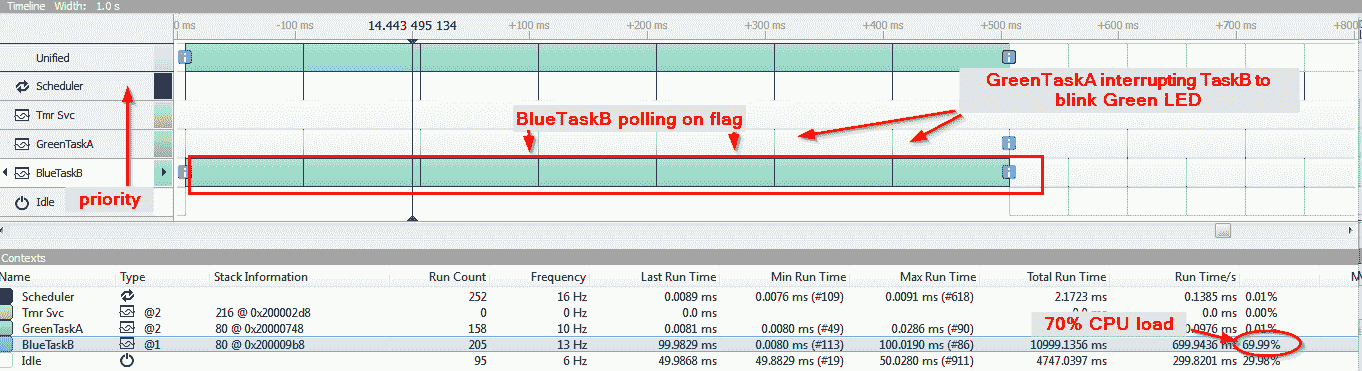 Timeline Width: 1.0 s
0 ms -100 ms 14.443 495 134 +100 ms +200 ms +300 ms +400 ms +500 ms +600 ms +700 ms +800
Unified
Scheduler
Tmr Svc
GreenTaskA
BlueTaskB
Idle
priority
BlueTaskB polling on flag
GreenTaskA interrupting TaskB to
blink Green LED
Contexts
Name Type Stack Information Run Count Frequency Last Run Time Min Run Time Max Run Time Total Run Time Run Time/s
Scheduler 252 16 Hz 0.0089 ms 0.0076 ms (#109) 0.0091 ms (#618) 2.1723 ms 0.1385 ms 0.01%
Tmr Svc @2 216 @ 0x200002d8 0 0 Hz 0.0 ms 0.00%
GreenTaskA @2 80 @ 0x20000748 158 10 Hz 0.0081 ms 0.0080 ms (#49) 0.0286 ms (#90) 0.01%
BlueTaskB @1 80 @ 0x200009b8 205 13 Hz 99.9829 ms 0.0080 ms (#113) 100.0190 ms (#86) 10999.1356 ms 699.9436 ms 69.99%
Idle 95 6 Hz 49.9868 ms 49.8829 ms (#19) 50.0280 ms (#911) 4747.0397 ms 299.8201 ms 29.98%
70% CPU load